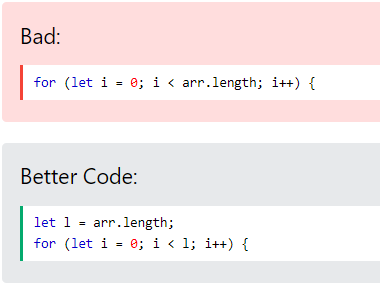 Bad:
for (let i = 0; i < arr.length; i++) {
Better Code:
let l = arr.length;
for (let i = 0; i < l; i++) {